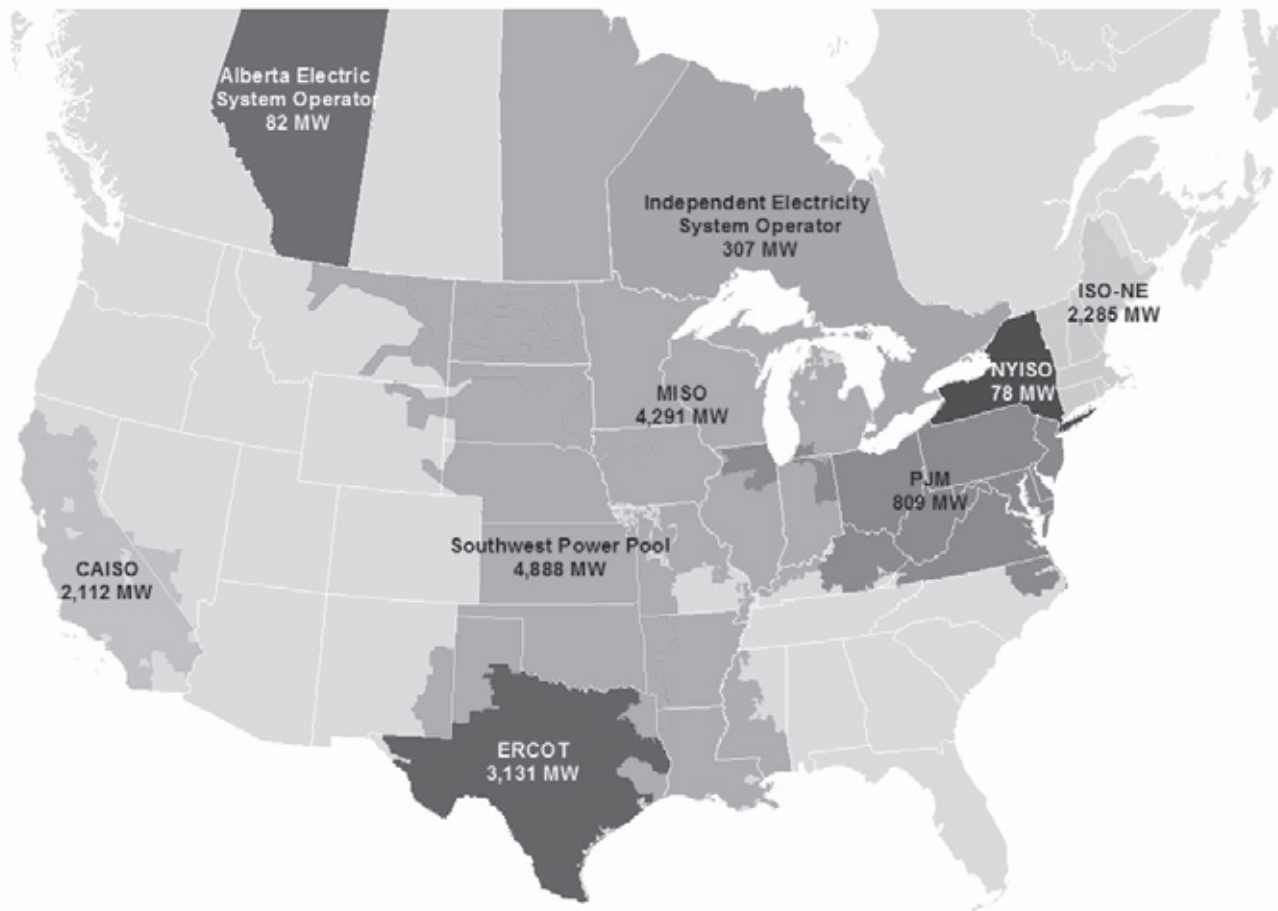 Alberta Electric
System Operator
82 MW
Independent Electricity
System Operator
307 MW
ISO-NE
2,285 MW
NYISO
78 MW
MISO
4,291 MW
PJM
809 MW
Southwest Power Pool
4,888 MW
CAISO
2,112 MW
ERCOT
3,131 MW